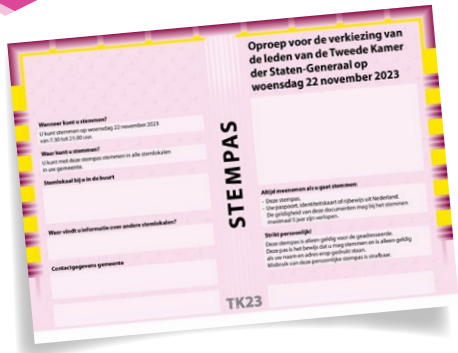 Wanneer kunt u stemmen?
U kunt stemmen op woensdag 22 november 2023
van 7.30 tot 21.00 uur.
Waar kunt u stemmen?
U kunt met deze stempas stemmen in alle stemlokalen
in uw gemeente.
Stemlokaal bij u in de buurt
Waar vindt u informatie over andere stemlokalen?
Contactgegevens gemeente
STEMPAS
TK23
Oproep voor de verkiezing van
de leden van de Tweede Kamer
der Staten-Generaal op
woensdag 22 november 2023
Altijd meenemen als u gaat stemmen:
- Deze stempas.
- Uw paspoort, identiteitskaart of rijbewijs uit Nederland.
De geldigheid van deze documenten mag bij het stemmen
maximaal 5 jaar zijn verlopen.
Strikt persoonlijk!
Deze stempas is alleen geldig voor de geadresseerde.
Deze pas is het bewijs dat u mag stemmen en is alleen geldig
als uw naam en adres erop gedrukt staan.
Misbruik van deze persoonlijke stempas is strafbaar.